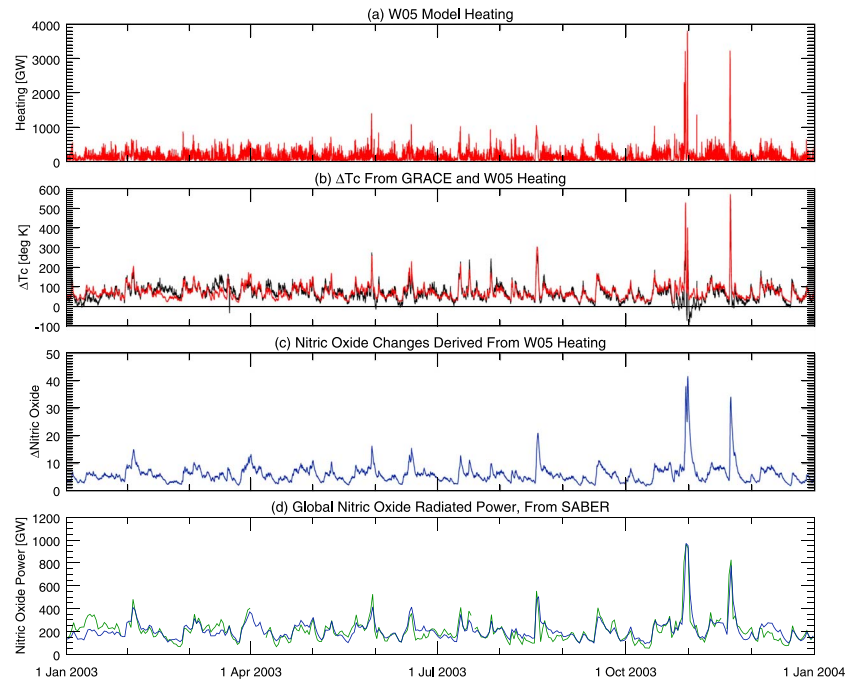 (a) W05 Model Heating
4000
3000
2000
1000
0
Heating [GW]
(b) ΔTc From GRACE and W05 Heating
600
500
400
300
200
100
0
-100
ΔTc [deg K]
(c) Nitric Oxide Changes Derived From W05 Heating
50
40
30
20
10
0
ΔNitric Oxide
(d) Global Nitric Oxide Radiated Power, From SABER
1200
1000
800
600
400
200
0
Nitric Oxide Power [GW]
1 Jan 2003 1 Apr 2003 1 Jul 2003 1 Oct 2003 1 Jan 2004